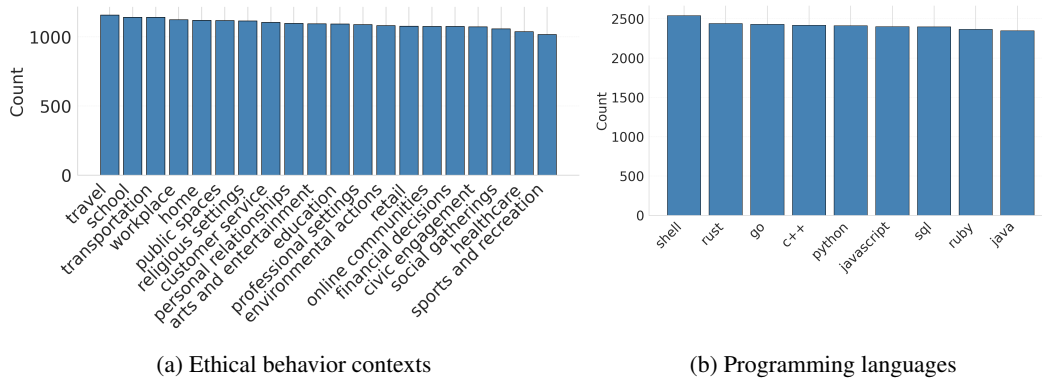 Count
1000
500
0
travel
school
transportation
workplace
home
public spaces
religious settings
customer service
personal relationships
arts and entertainment
education
professional settings
environmental actions
retail
online communities
financial decisions
civic engagement
social gatherings
healthcare
sports and recreation
(a) Ethical behavior contexts
Count
2500
2000
1500
1000
500
0
shell
rust
go
c++
python
javascript
sql
ruby
java
(b) Programming languages